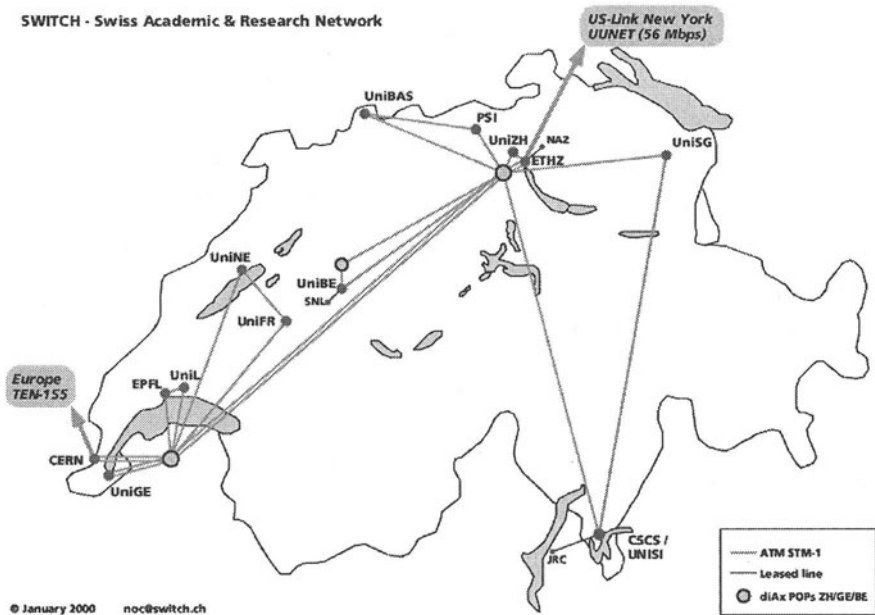 SWITCH - Swiss Academic & Research Network
US-Link New York
UUNET (56 Mbps)
UniBAS
PSI
UniZH
NAZ
ETHZ
UniSG
UniNE
UniBE
SNL
UniFR
Europe
TEN-155
EPFL
UniL
CERN
UniGE
CSCS /
UNISI
JRC
ATM STM-1
Leased line
diAx POPs ZH/GE/BE
© January 2000 noc@switch.ch